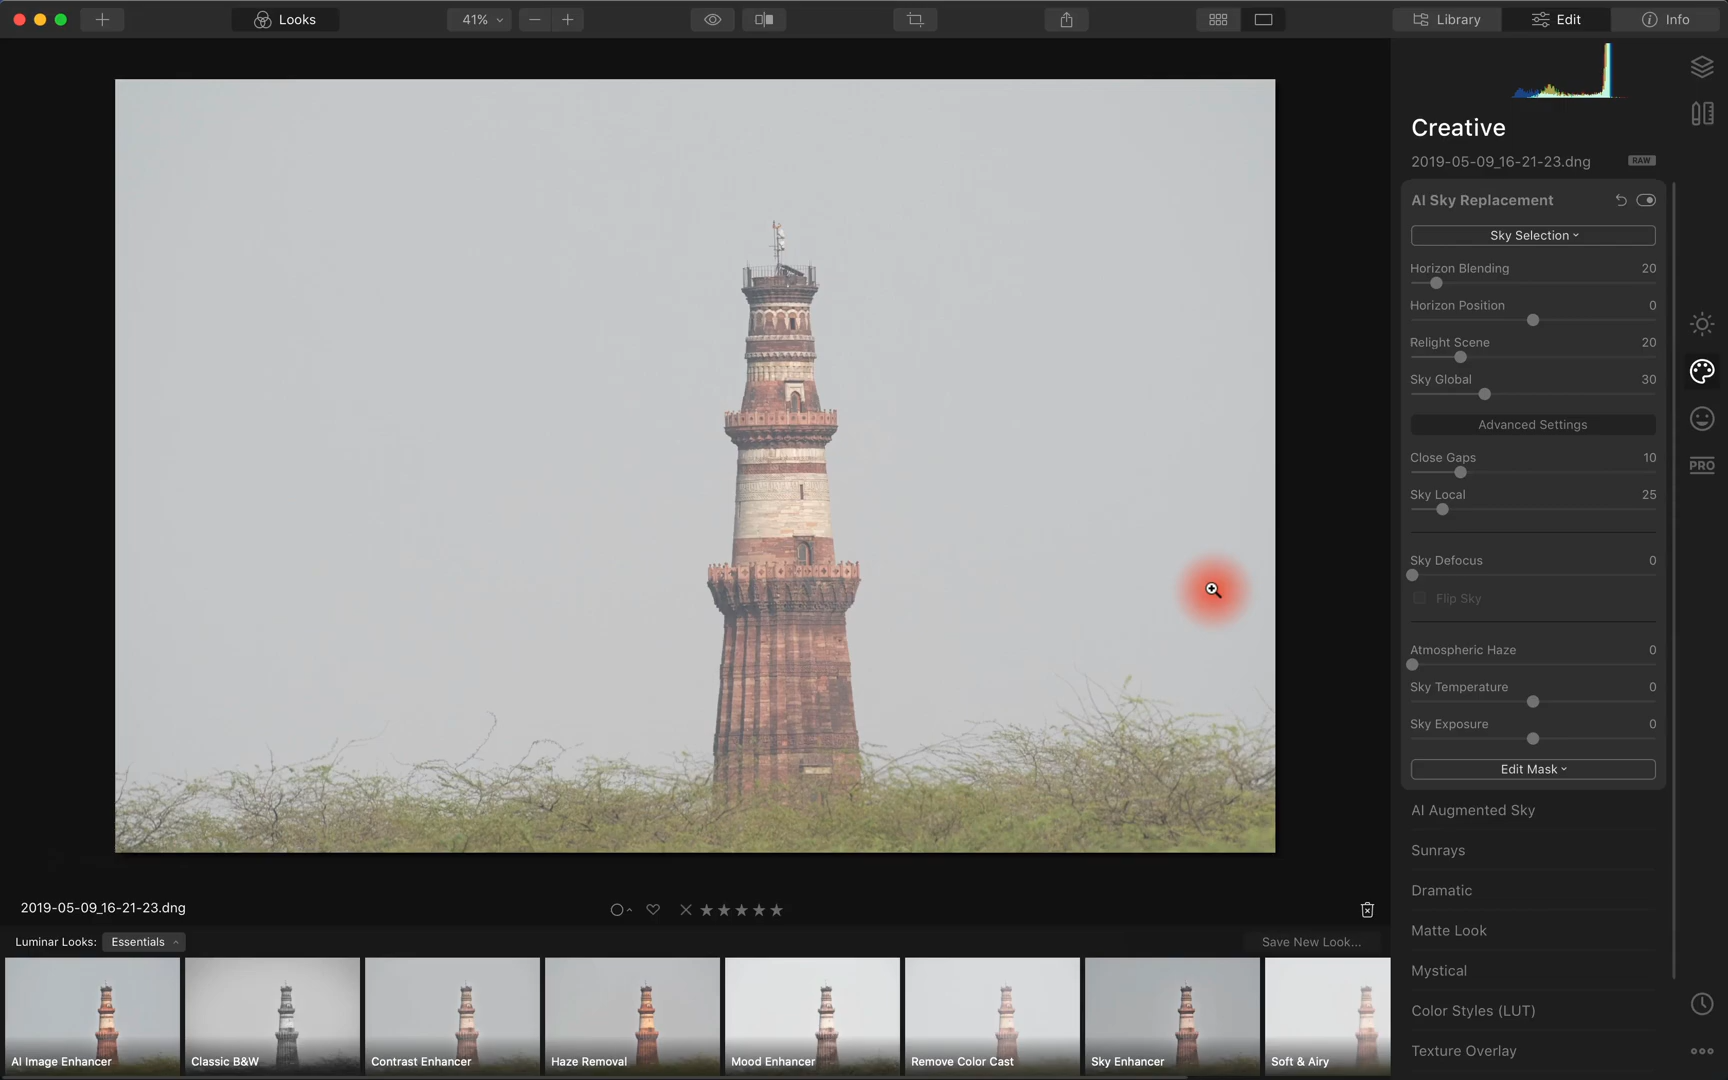 Looks
41%
Library
Edit
Info
Creative
2019-05-09_16-21-23.dng
RAW
AI Sky Replacement
Sky Selection
Horizon Blending 20
Horizon Position 0
Relight Scene 20
Sky Global 30
Advanced Settings
Close Gaps 10
Sky Local 25
Sky Defocus 0
Flip Sky
Atmospheric Haze 0
Sky Temperature 0
Sky Exposure 0
Edit Mask
AI Augmented Sky
Sunrays
Dramatic
Matte Look
Mystical
Color Styles (LUT)
Texture Overlay
PRO
2019-05-09_16-21-23.dng
Luminar Looks: Essentials
Save New Look...
AI Image Enhancer
Classic B&W
Contrast Enhancer
Haze Removal
Mood Enhancer
Remove Color Cast
Sky Enhancer
Soft & Airy